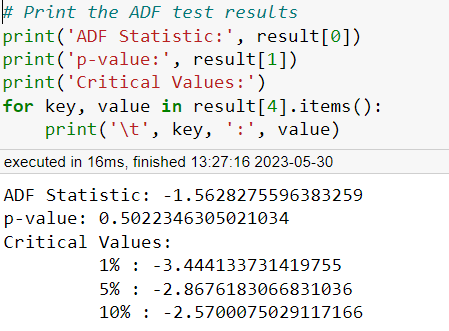 # Print the ADF test results
print('ADF Statistic:', result[0])
print('p-value:', result[1])
print('Critical Values:')
for key, value in result[4].items():
    print('\t', key, ':', value)
executed in 16ms, finished 13:27:16 2023-05-30
ADF Statistic: -1.5628275596383259
p-value: 0.5022346305021034
Critical Values:
	1% : -3.444133731419755
	5% : -2.8676183066831036
	10% : -2.5700075029117166